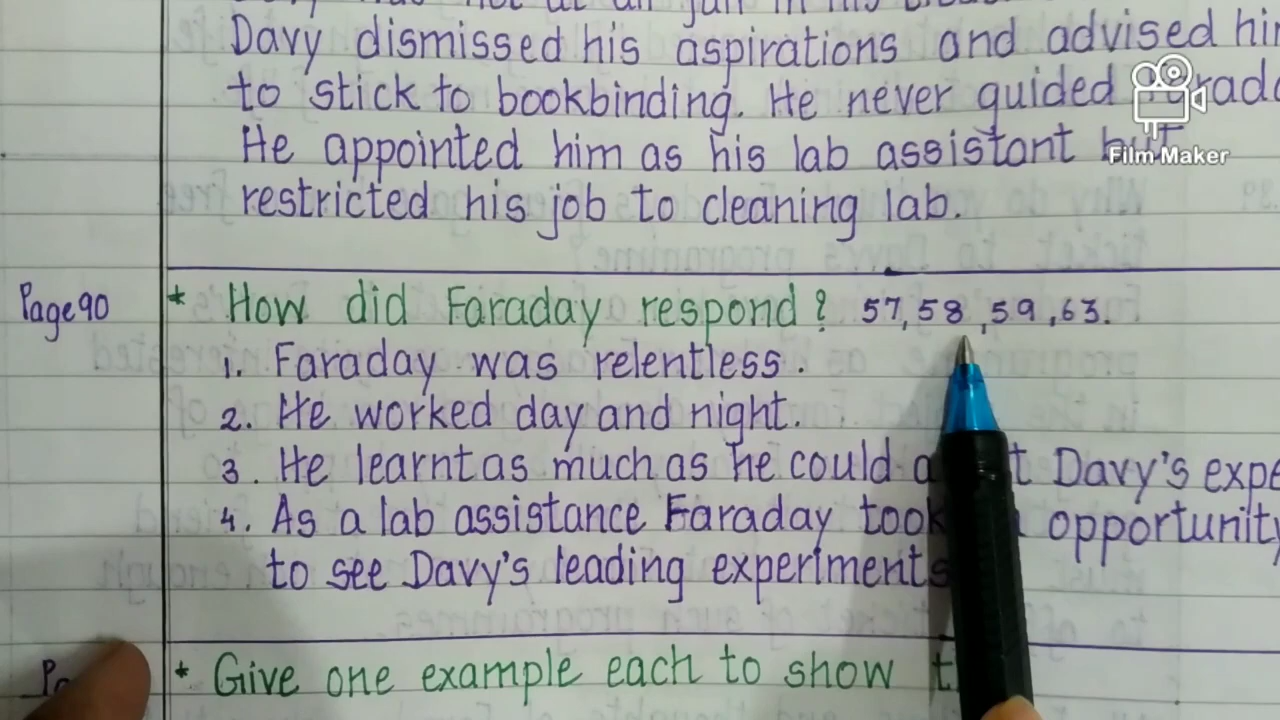 Davy dismissed his aspirations and advised
to stick to bookbinding. He never guided
He appointed him as his lab assistant but
Film Maker
restricted his job to cleaning lab.
Page 90 * How did Faraday respond? 57, 58, 59, 63.
1. Faraday was relentless.
2. He worked day and night.
3. He learnt as much as he could Davy's
4. As a lab assistance Faraday took opportunity
to see Davy's leading experiments
* Give one example each to show